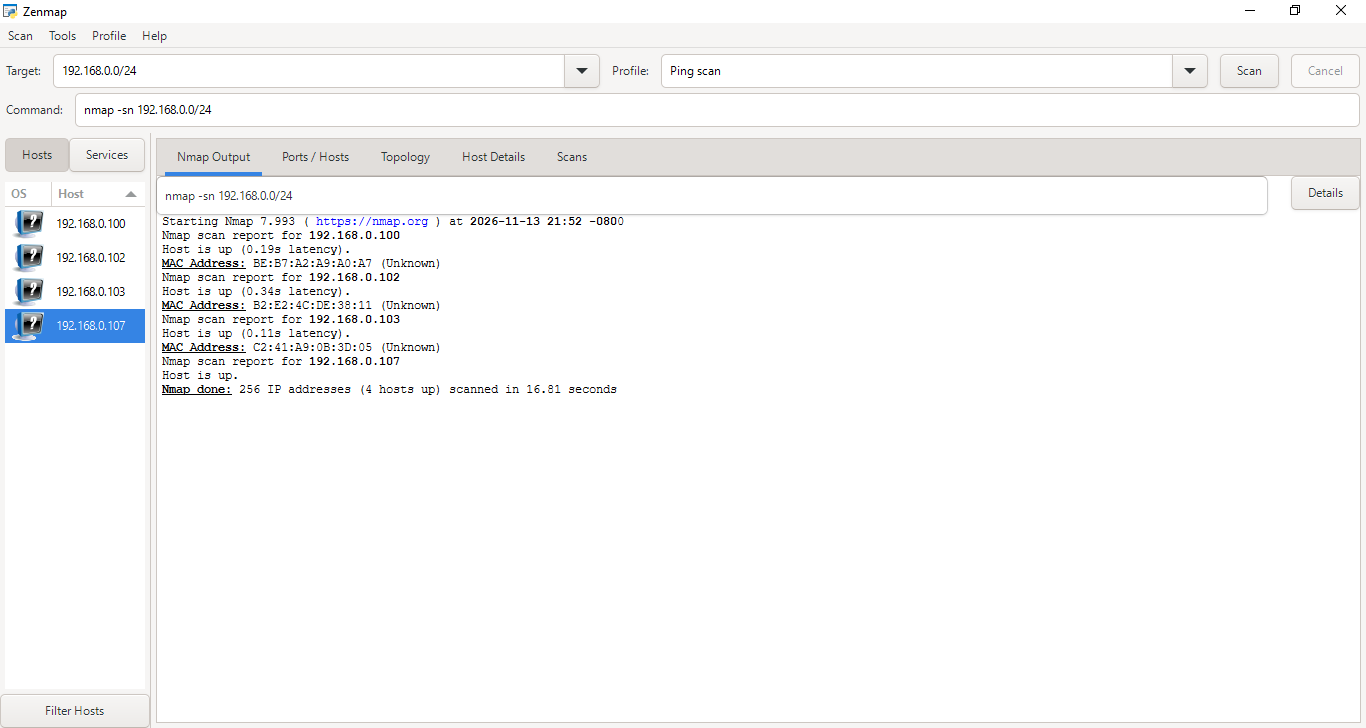 Zenmap
Scan Tools Profile Help
Target: 192.168.0.0/24 Profile: Ping scan Scan Cancel
Command: nmap -sn 192.168.0.0/24
Hosts Services
OS Host
192.168.0.100
192.168.0.102
192.168.0.103
192.168.0.107
Filter Hosts
Nmap Output Ports / Hosts Topology Host Details Scans
nmap -sn 192.168.0.0/24 Details
Starting Nmap 7.993 ( https://nmap.org ) at 2026-11-13 21:52 -0800
Nmap scan report for 192.168.0.100
Host is up (0.19s latency).
MAC Address: BE:B7:A2:A9:A0:A7 (Unknown)
Nmap scan report for 192.168.0.102
Host is up (0.34s latency).
MAC Address: B2:E2:4C:DE:38:11 (Unknown)
Nmap scan report for 192.168.0.103
Host is up (0.11s latency).
MAC Address: C2:41:A9:0B:3D:05 (Unknown)
Nmap scan report for 192.168.0.107
Host is up.
Nmap done: 256 IP addresses (4 hosts up) scanned in 16.81 seconds